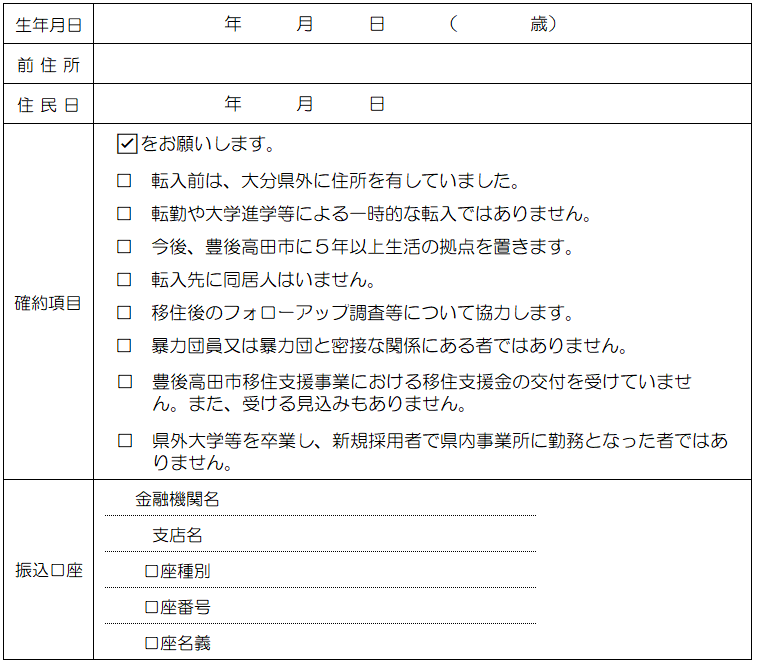 生年月日 年 月 日 （ 歳）
前住所
住民日 年 月 日
確約項目
☑をお願いします。
□ 転入前は、大分県外に住所を有していました。
□ 転勤や大学進学等による一時的な転入ではありません。
□ 今後、豊後高田市に５年以上生活の拠点を置きます。
□ 転入先に同居人はいません。
□ 移住後のフォローアップ調査等について協力します。
□ 暴力団員又は暴力団と密接な関係にある者ではありません。
□ 豊後高田市移住支援事業における移住支援金の交付を受けていませ
ん。また、受ける見込みもありません。
□ 県外大学等を卒業し、新規採用者で県内事業所に勤務となった者ではあ
りません。
振込口座
金融機関名
支店名
口座種別
口座番号
口座名義